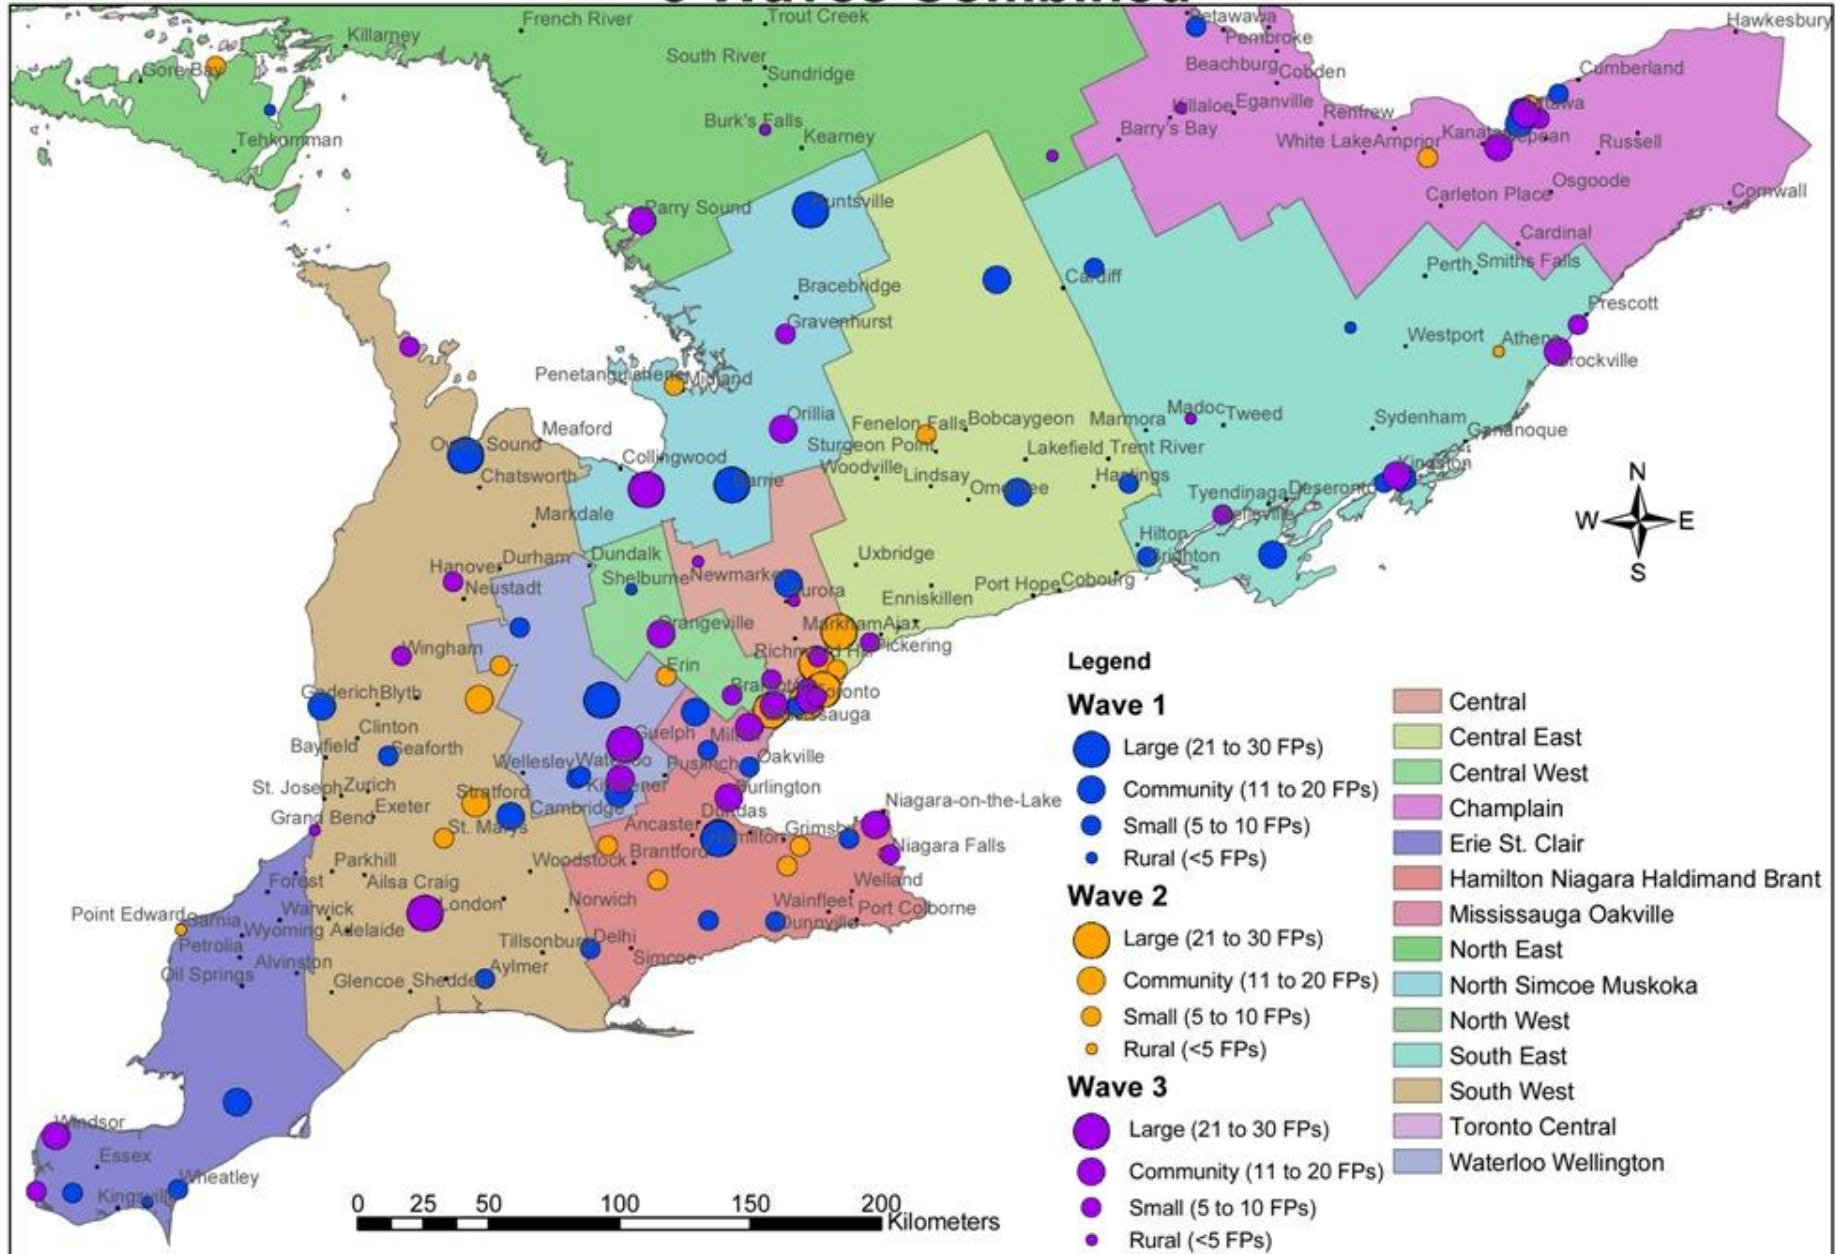 3 Waves Combined
French River
Trout Creek
Petawawa
Hawkesbury
Killarney
Pembroke
South River
Beachburg
Cobden
Cumberland
Gore Bay
Sundridge
Killaloe
Eganville
Renfrew
Burk's Falls
Kearney
Barry's Bay
White Lake
Arnprior
Russell
Tehkumman
Osgoode
Carleton Place
Cornwall
Parry Sound
Cardinal
Perth
Smiths Falls
Cardiff
Bracebridge
Prescott
Gravenhurst
Westport
Penetanguishene
Midland
Orillia
Fenelon Falls
Bobcaygeon
Marmora
Madoc
Tweed
Sydenham
Gananoque
Meaford
Owen Sound
Sturgeon Point
Lakefield
Trent River
Collingwood
Woodville
Lindsay
Hastings
Kingston
Chatsworth
Barrie
Tyendinaga
Deseronto
Markdale
Hilton
Brighton
Durham
Dundalk
Uxbridge
Hanover
Shelburne
Newmarket
Neustadt
Port Hope
Cobourg
Enniskillen
Orangeville
Markham
Ajax
Pickering
Wingham
Erin
Goderich
Blyth
Clinton
Guelph
Bayfield
Seaforth
Wellesley
Puslinch
Oakville
St. Joseph
Zurich
Stratford
Burlington
Exeter
Cambridge
Dundas
Niagara-on-the-Lake
Grand Bend
St. Marys
Ancaster
Grimsby
Parkhill
Woodstock
Brantford
Niagara Falls
Forest
Ailsa Craig
Welland
Warwick
London
Norwich
Wainfleet
Port Colborne
Point Edward
Sarnia
Wyoming
Adelaide
Dunnville
Petrolia
Tillsonburg
Delhi
Simcoe
Oil Springs
Alvinston
Glencoe
Aylmer
Windsor
Essex
Wheatley
Kingsville
N
W
E
S
0 25 50 100 150 200
Kilometers
Legend
Wave 1
Large (21 to 30 FPs)
Community (11 to 20 FPs)
Small (5 to 10 FPs)
Rural (<5 FPs)
Wave 2
Large (21 to 30 FPs)
Community (11 to 20 FPs)
Small (5 to 10 FPs)
Rural (<5 FPs)
Wave 3
Large (21 to 30 FPs)
Community (11 to 20 FPs)
Small (5 to 10 FPs)
Rural (<5 FPs)
Central
Central East
Central West
Champlain
Erie St. Clair
Hamilton Niagara Haldimand Brant
Mississauga Oakville
North East
North Simcoe Muskoka
North West
South East
South West
Toronto Central
Waterloo Wellington